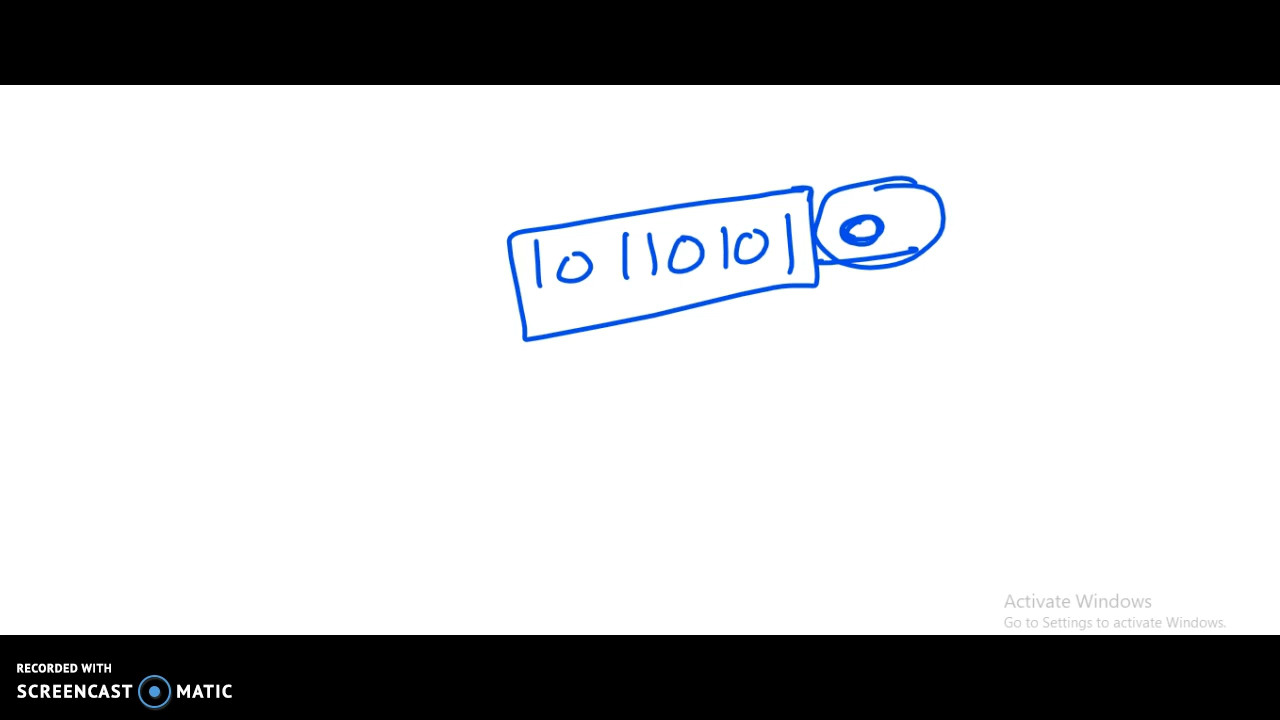 10110101 0
Activate Windows
Go to Settings to activate Windows.
RECORDED WITH
SCREENCAST MATIC